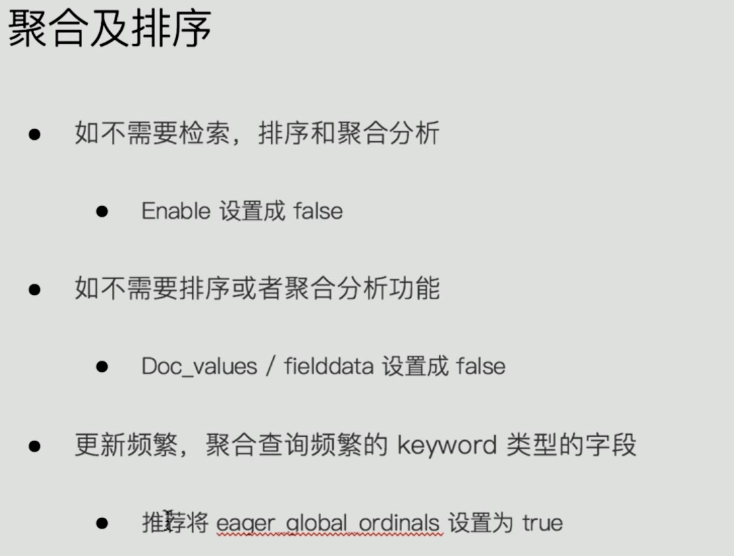 聚合及排序
● 如不需要检索，排序和聚合分析
● Enable 设置成 false
● 如不需要排序或者聚合分析功能
● Doc_values / fielddata 设置成 false
● 更新频繁，聚合查询频繁的 keyword 类型的字段
● 推荐将 eager_global_ordinals 设置为 true